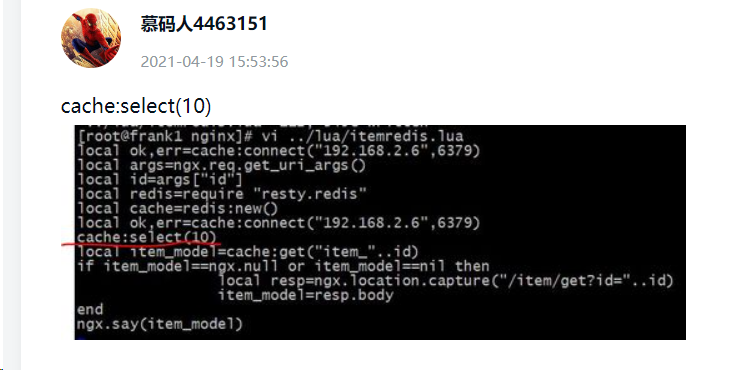 慕码人4463151
2021-04-19 15:53:56
cache:select(10)
[root@frank1 nginx]# vi ../lua/itemredis.lua
local ok,err=cache:connect("192.168.2.6",6379)
local args=ngx.req.get_uri_args()
local id=args["id"]
local redis=require "resty.redis"
local cache=redis:new()
local ok,err=cache:connect("192.168.2.6",6379)
cache:select(10)
local item_model=cache:get("item_"..id)
if item_model==ngx.null or item_model==nil then
local resp=ngx.location.capture("/item/get?id="..id)
item_model=resp.body
end
ngx.say(item_model)